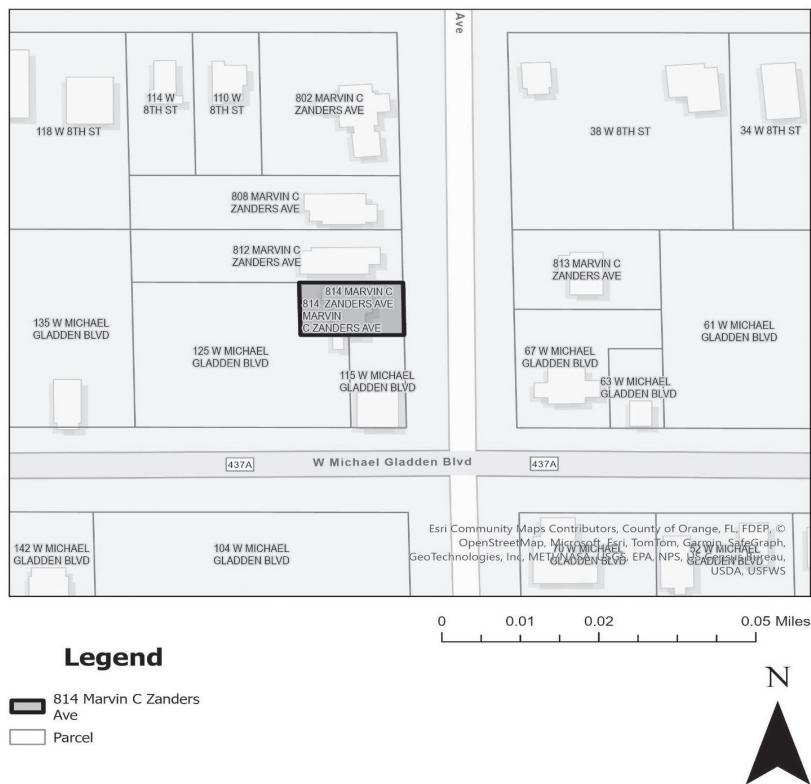 Ave
118 W 8TH ST
114 W
8TH ST
110 W
8TH ST
802 MARVIN C
ZANDERS AVE
38 W 8TH ST
34 W 8TH ST
808 MARVIN C
ZANDERS AVE
812 MARVIN C
ZANDERS AVE
813 MARVIN C
ZANDERS AVE
814 MARVIN C
ZANDERS AVE
814
MARVIN
C ZANDERS AVE
135 W MICHAEL
GLADDEN BLVD
125 W MICHAEL
GLADDEN BLVD
115 W MICHAEL
GLADDEN BLVD
67 W MICHAEL
GLADDEN BLVD
63 W MICHAEL
GLADDEN BLVD
61 W MICHAEL
GLADDEN BLVD
437A
W Michael Gladden Blvd
437A
142 W MICHAEL
GLADDEN BLVD
104 W MICHAEL
GLADDEN BLVD
70 W MICHAEL
GLADDEN BLVD
52 W MICHAEL
GLADDEN BLVD
Esri Community Maps Contributors, County of Orange, FL, FDEP, ©
OpenStreetMap, Microsoft, Esri, TomTom, Garmin, SafeGraph,
GeoTechnologies, Inc, METI/NASA, USGS, EPA, NPS, US Census Bureau,
USDA, USFWS
0 0.01 0.02 0.05 Miles
Legend
814 Marvin C Zanders
Ave
Parcel
N